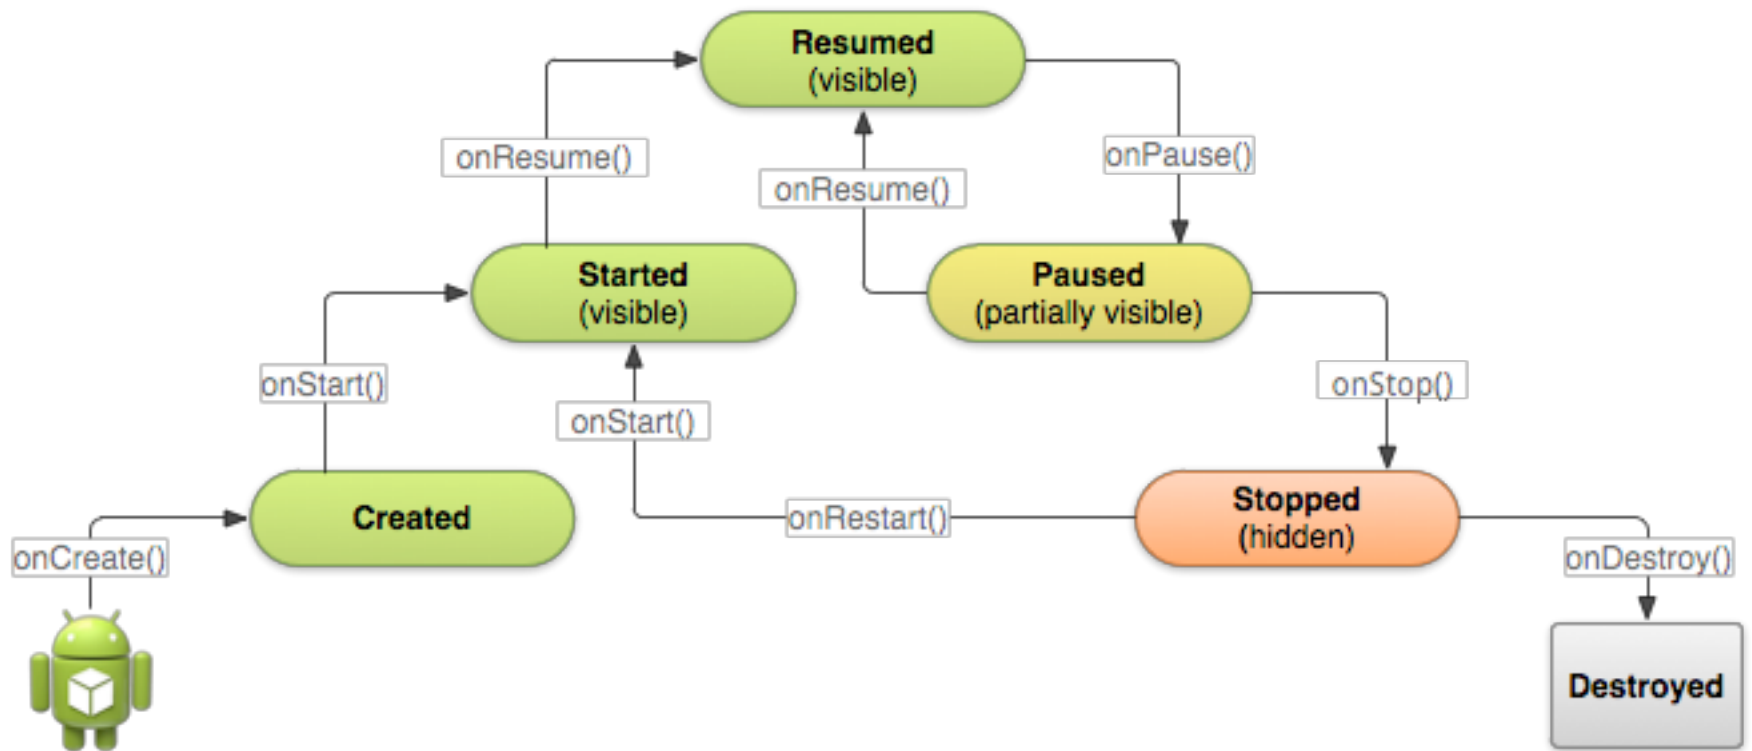 Resumed
(visible)
onResume()
onPause()
onResume()
Started
(visible)
Paused
(partially visible)
onStart()
onStop()
onStart()
Created
Stopped
(hidden)
onRestart()
onCreate()
onDestroy()
Destroyed